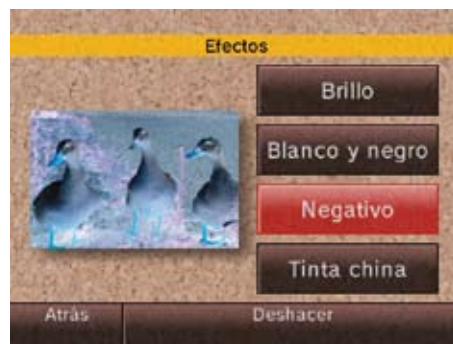 Efectos
Brillo
Blanco y negro
Negativo
Tinta china
Atrás
Deshacer